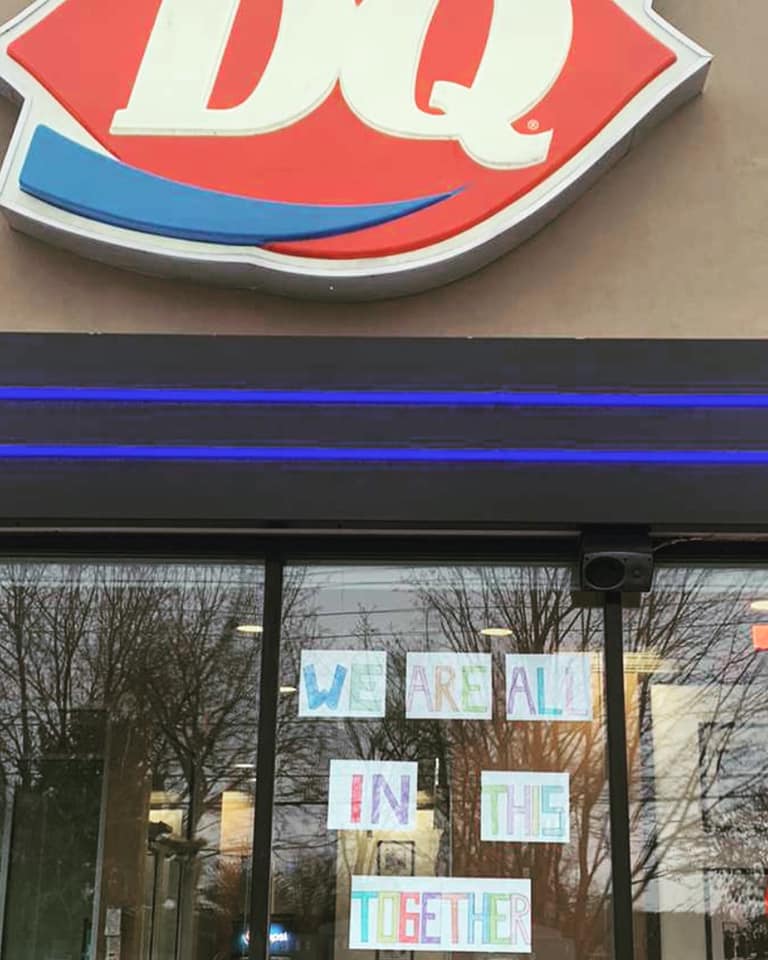 DQ®
WE ARE ALL
IN THIS
TOGETHER